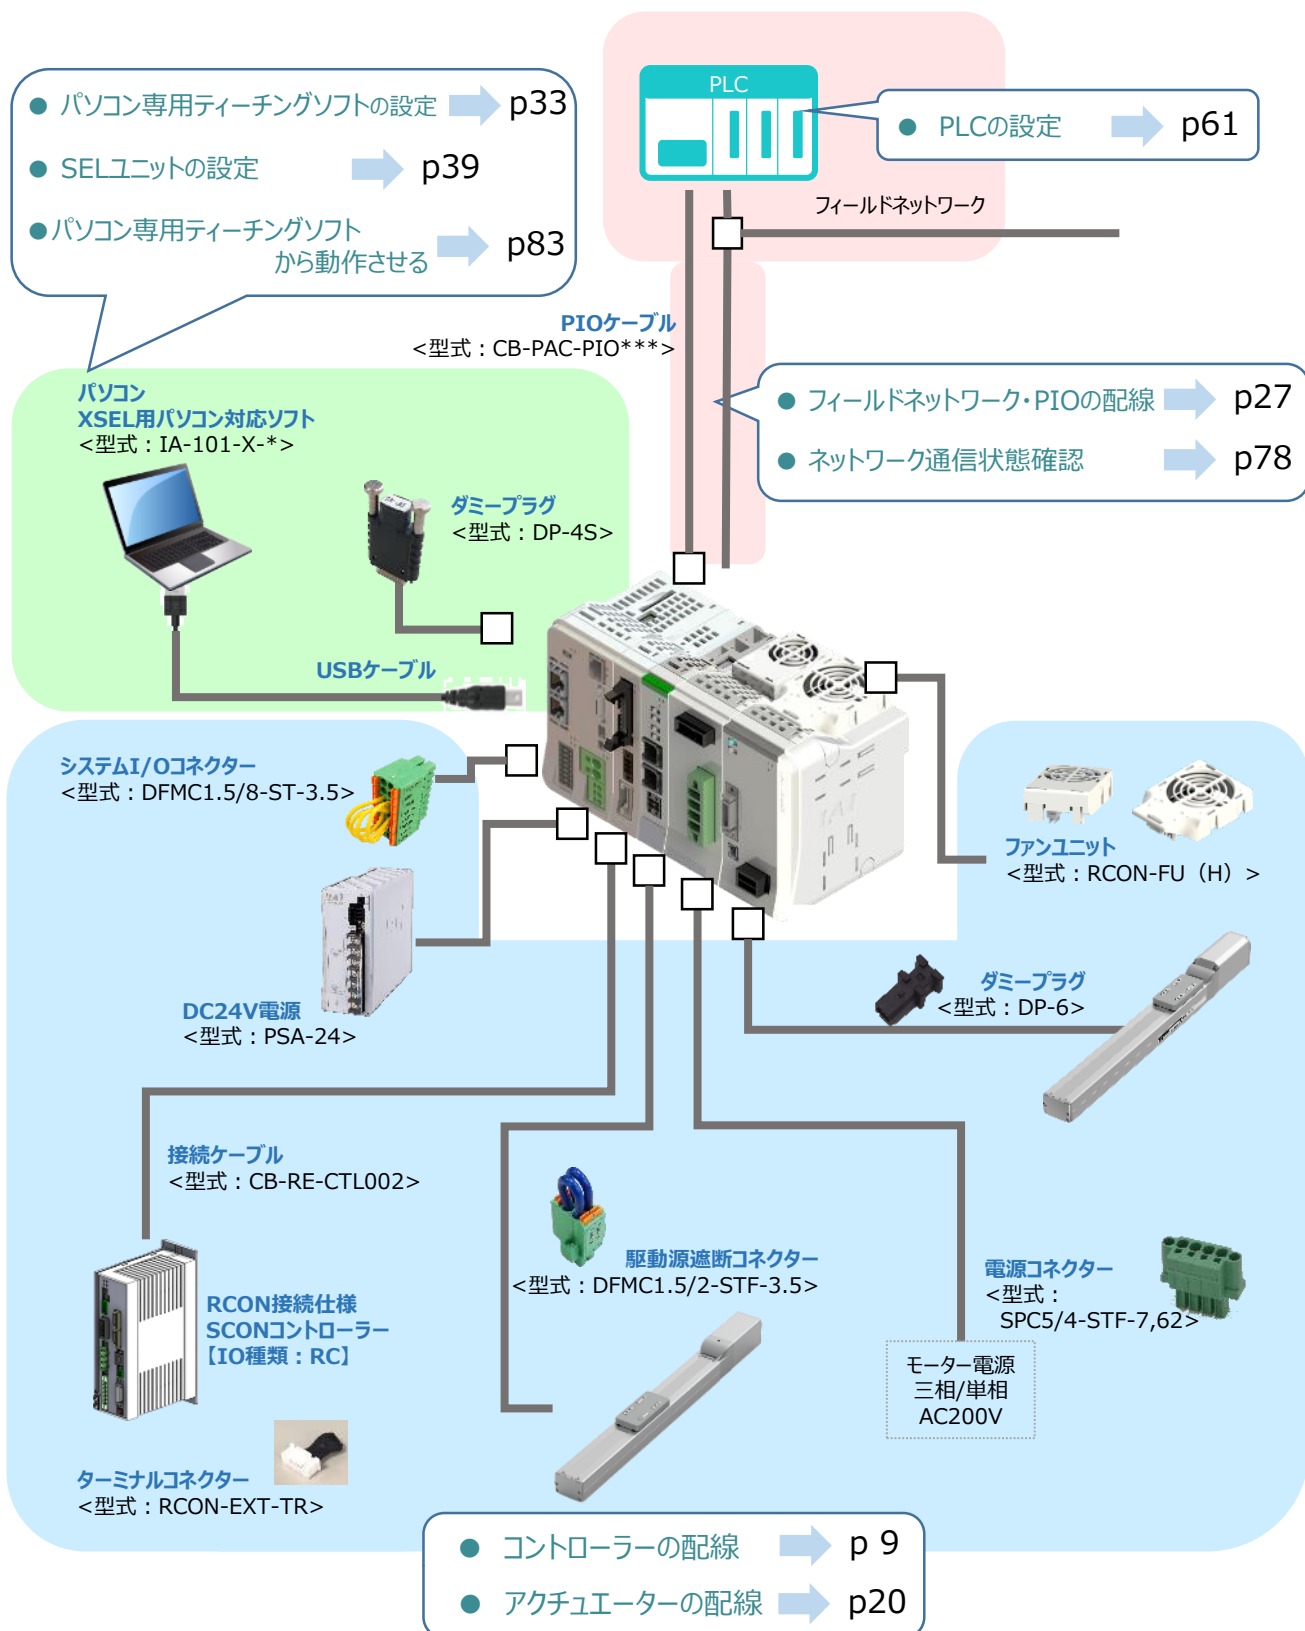 PLC
● パソコン専用ティーチングソフトの設定 p33
● SELユニットの設定 p39
● パソコン専用ティーチングソフト
から動作させる p83
● PLCの設定 p61
フィールドネットワーク
PIOケーブル
<型式：CB-PAC-PIO***>
● フィールドネットワーク・PIOの配線 p27
● ネットワーク通信状態確認 p78
パソコン
XSEL用パソコン対応ソフト
<型式：IA-101-X-*>
ダミープラグ
<型式：DP-4S>
USBケーブル
システムI/Oコネクター
<型式：DFMC1.5/8-ST-3.5>
ファンユニット
<型式：RCON-FU（H）>
DC24V電源
<型式：PSA-24>
ダミープラグ
<型式：DP-6>
接続ケーブル
<型式：CB-RE-CTL002>
駆動源遮断コネクター
<型式：DFMC1.5/2-STF-3.5>
電源コネクター
<型式：
SPC5/4-STF-7,62>
RCON接続仕様
SCONコントローラー
【IO種類：RC】
モーター電源
三相/単相
AC200V
ターミナルコネクター
<型式：RCON-EXT-TR>
● コントローラーの配線 p 9
● アクチュエーターの配線 p20